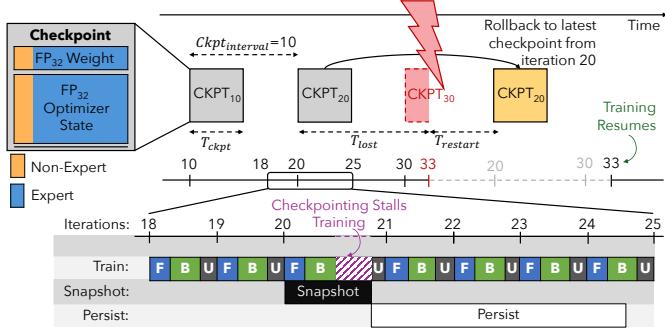 Checkpoint
FP32 Weight
FP32
Optimizer
State
Non-Expert
Expert
Ckptinterval=10
Rollback to latest
checkpoint from
iteration 20
Time
CKPT10
CKPT20
CKPT30
CKPT20
Tckpt
Tlost
Trestart
Training
Resumes
10 18 20 25 30 33 20 30 33
Checkpointing Stalls
Training
Iterations: 18 19 20 21 22 23 24 25
Train: F B U F B U F B U F B U F B U F B U F B U
Snapshot: Snapshot
Persist: Persist